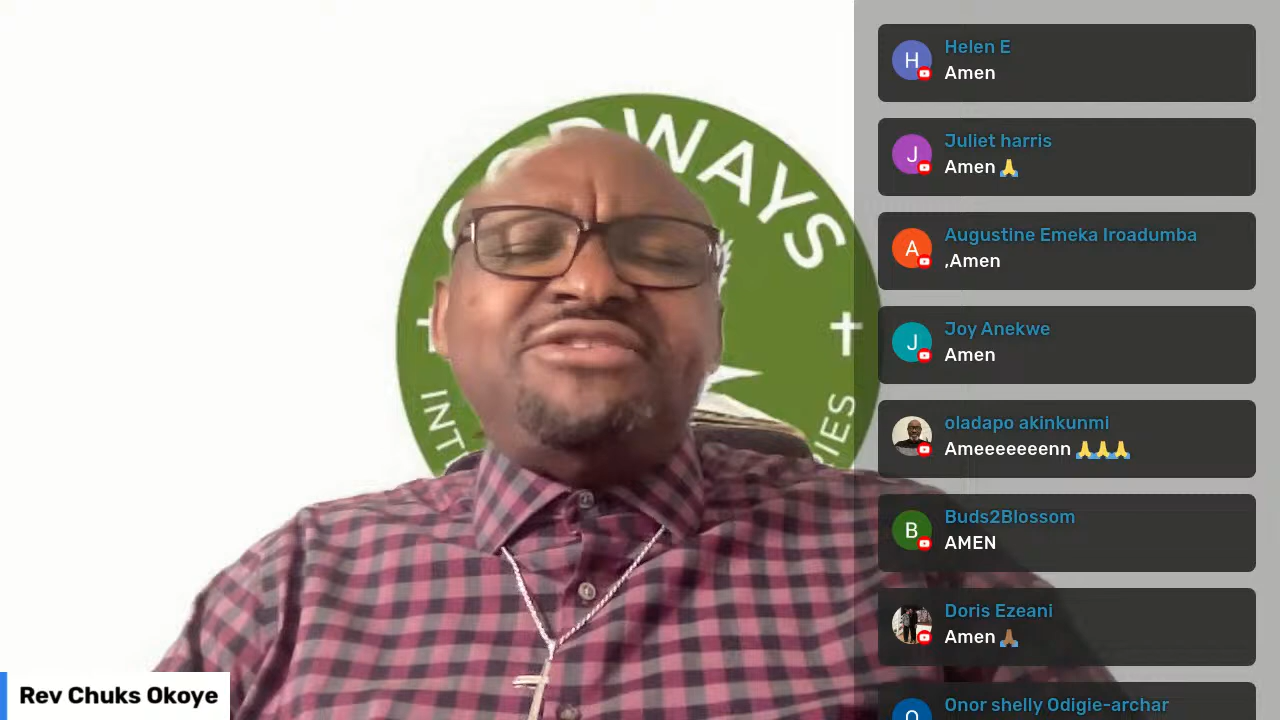 WAYS
Rev Chuks Okoye
H
Helen E
Amen
J
Juliet harris
Amen 🙏
A
Augustine Emeka Iroadumba
,Amen
J
Joy Anekwe
Amen
oladapo akinkunmi
Ameeeeeeenn 🙏🙏🙏
B
Buds2Blossom
AMEN
Doris Ezeani
Amen 🙏🏾
Onor shelly Odigie-archar